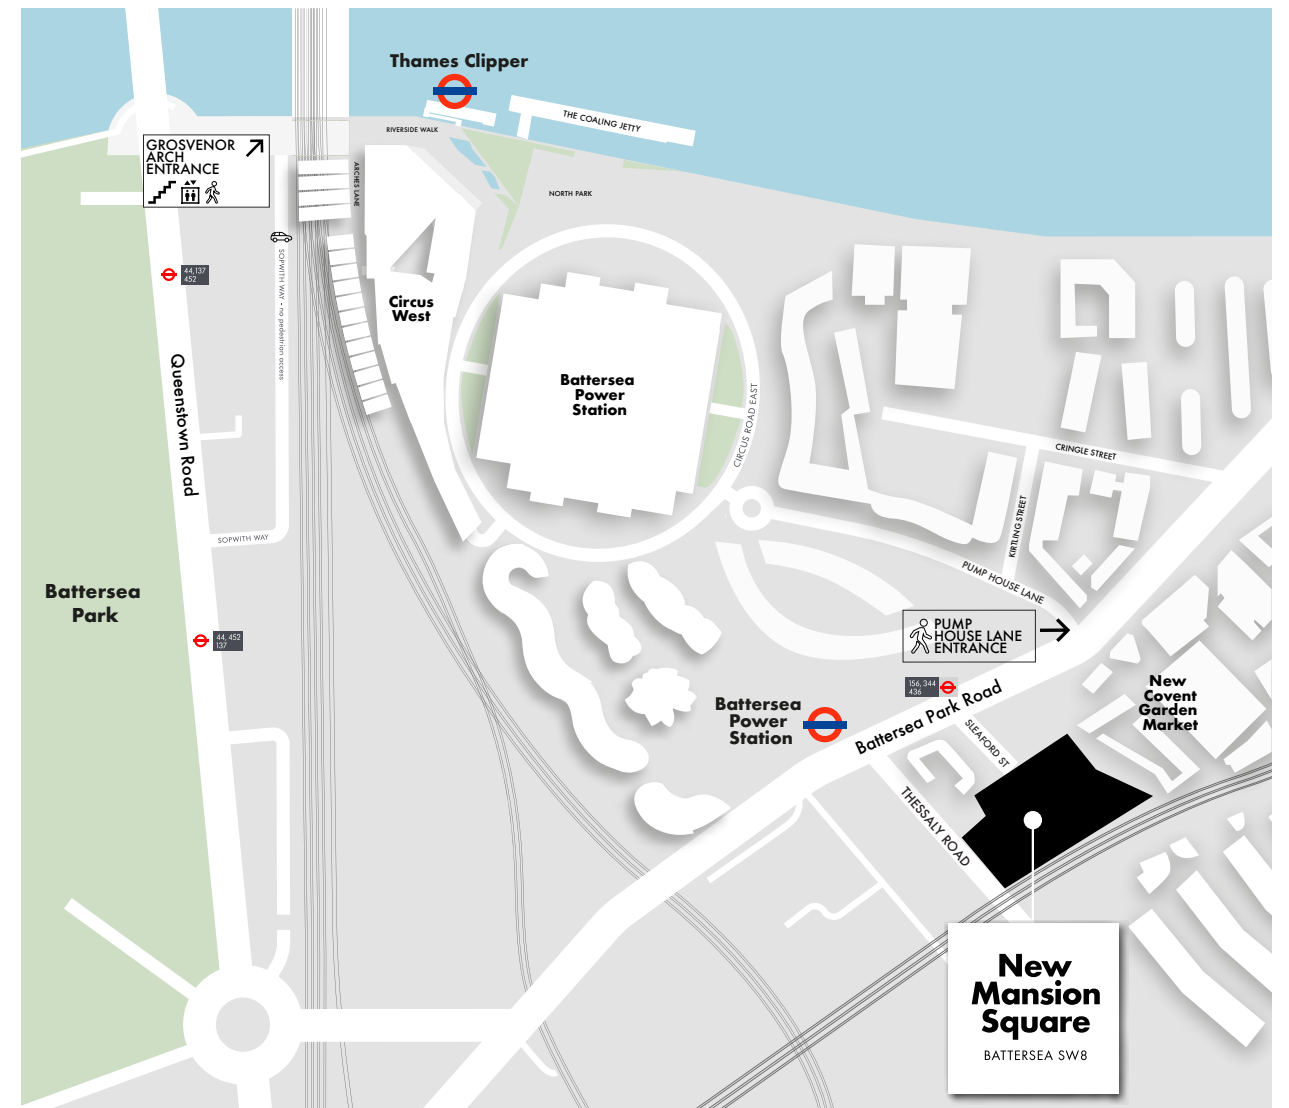 Thames Clipper
THE COALING JETTY
RIVERSIDE WALK
GROSVENOR
ARCH
ENTRANCE
ARCHES LANE
NORTH PARK
44,137
452
SOPWITH WAY - no pedestrian access
Circus
West
Queenstown Road
Battersea
Power
Station
CIRCUS ROAD EAST
CRINGLE STREET
KIRTLING STREET
SOPWITH WAY
PUMP HOUSE LANE
Battersea
Park
44, 452
137
PUMP
HOUSE LANE
ENTRANCE
156, 344
436
New
Covent
Garden
Market
Battersea
Power
Station
Battersea Park Road
SLEAFORD ST
THESSALY ROAD
New
Mansion
Square
BATTERSEA SW8